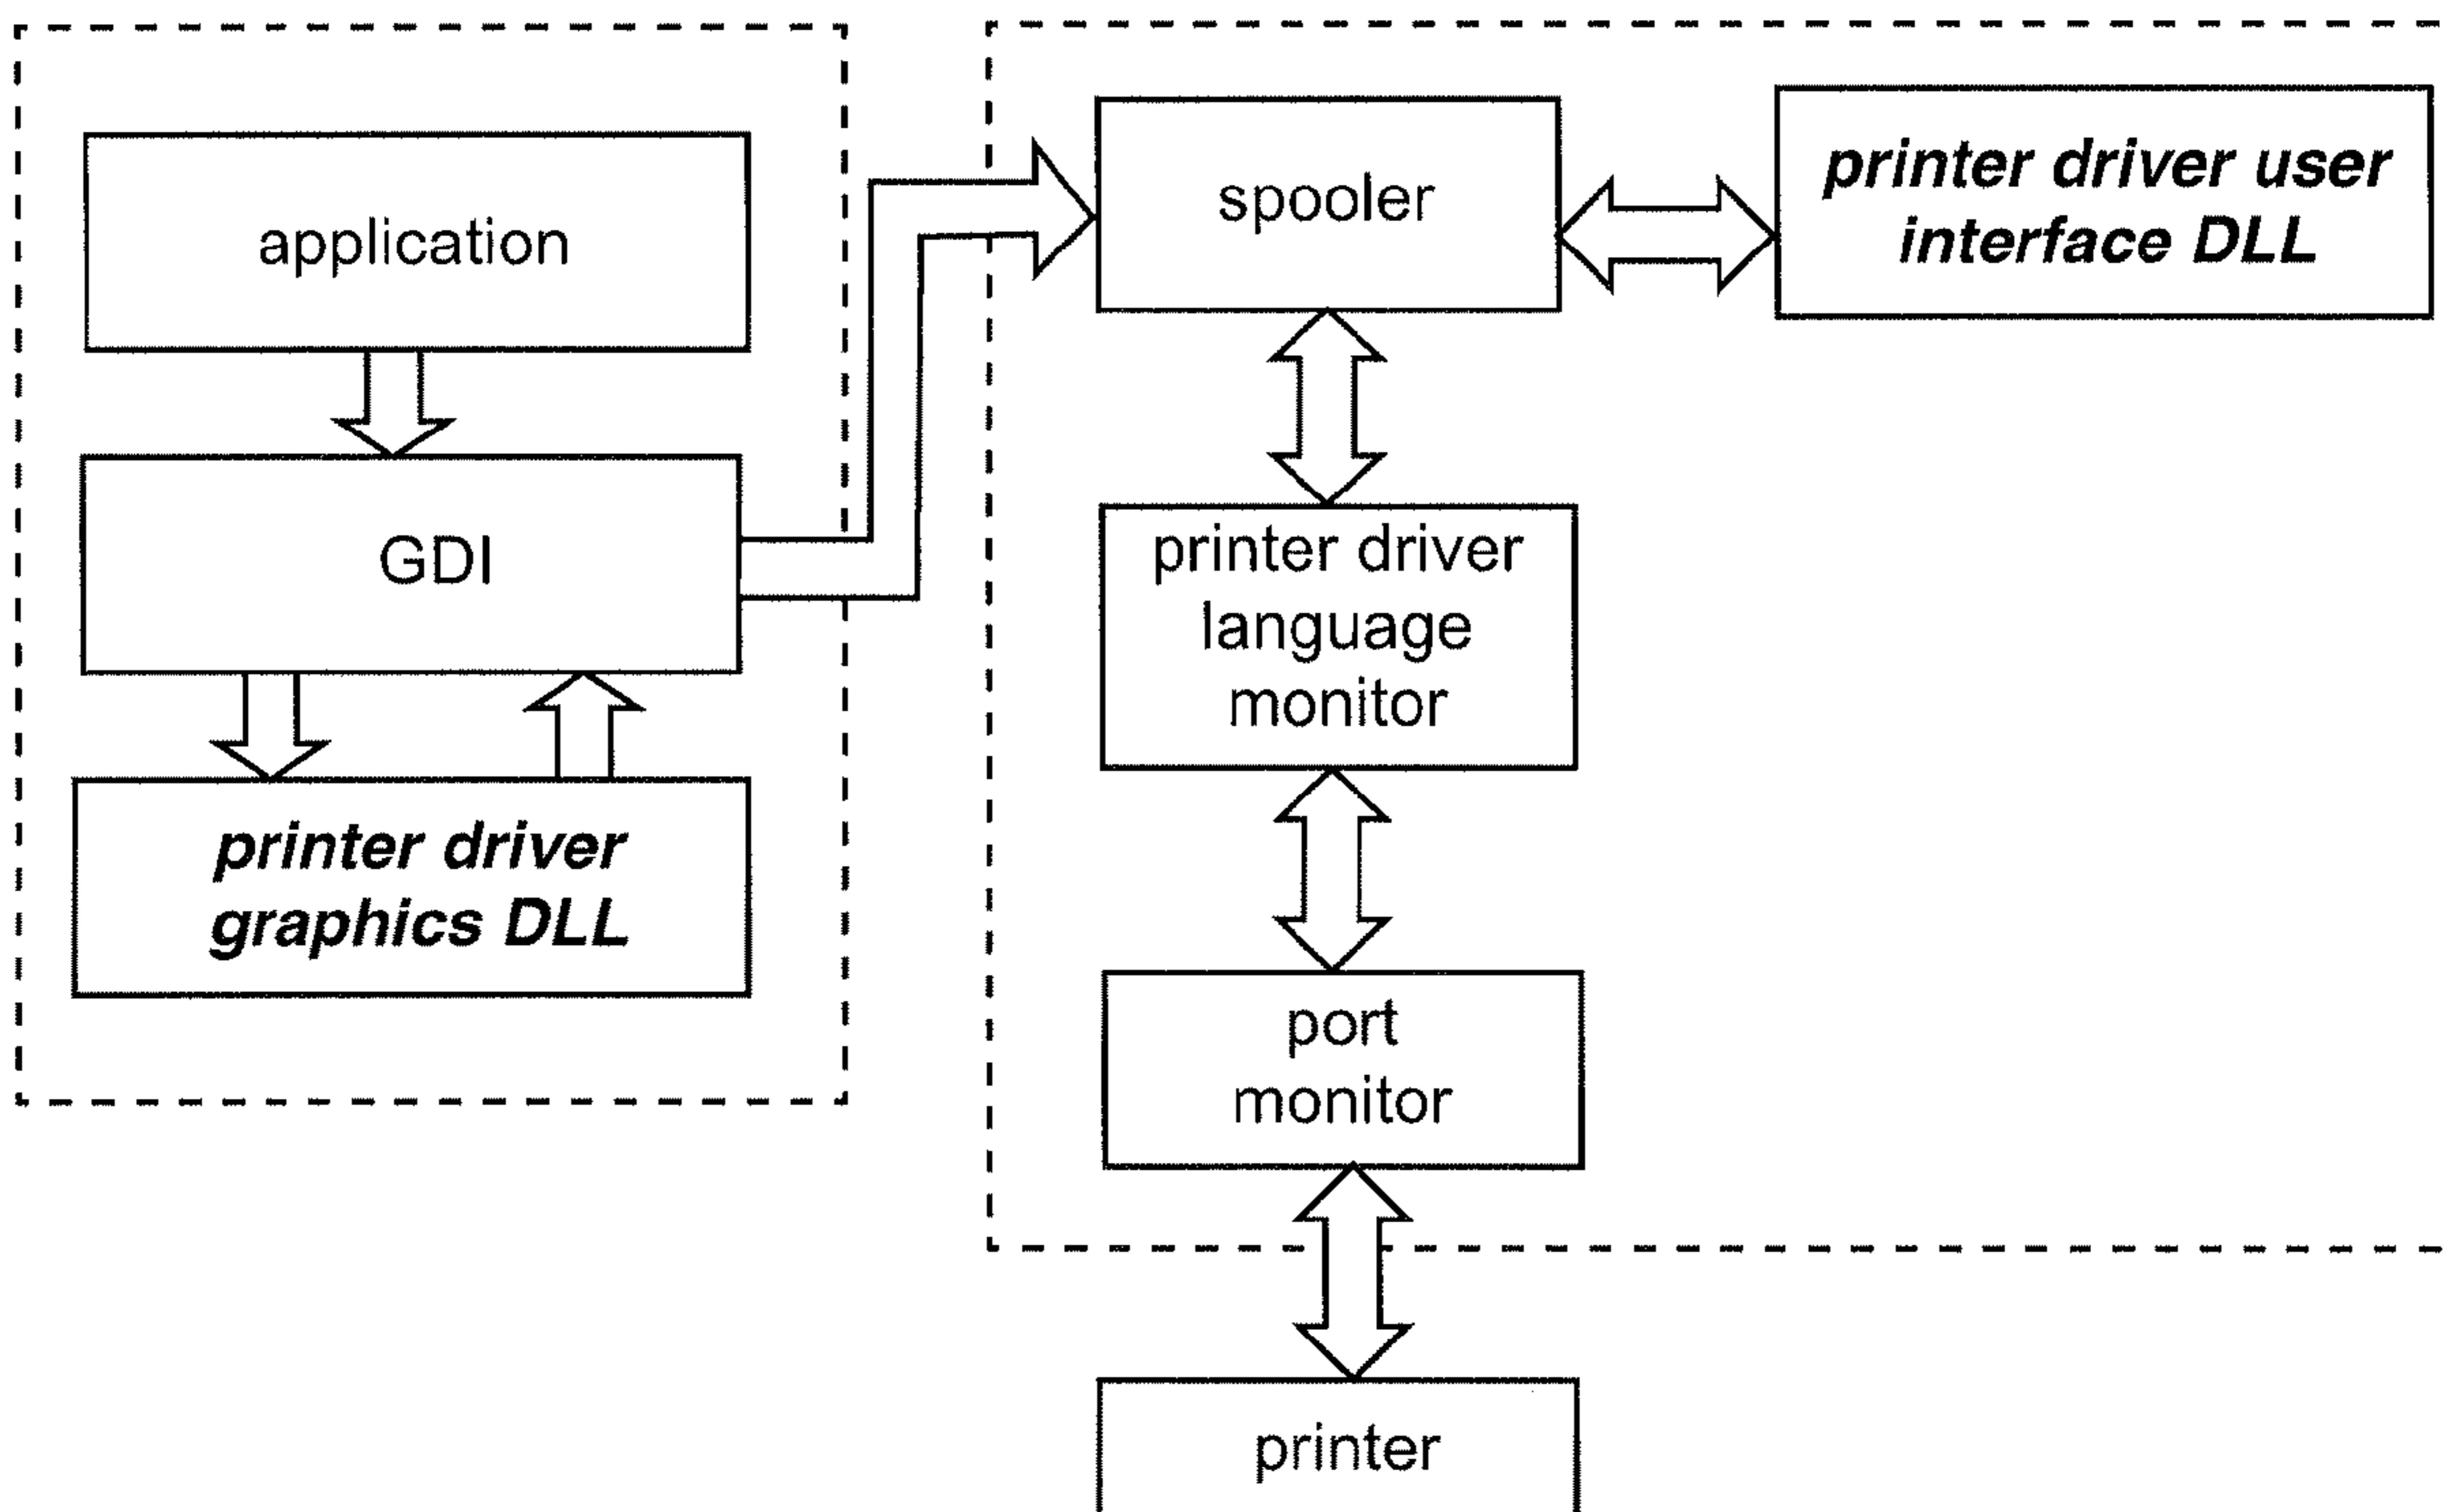 application
GDI
printer driver
graphics DLL
spooler
printer driver user
interface DLL
printer driver
language
monitor
port
monitor
printer